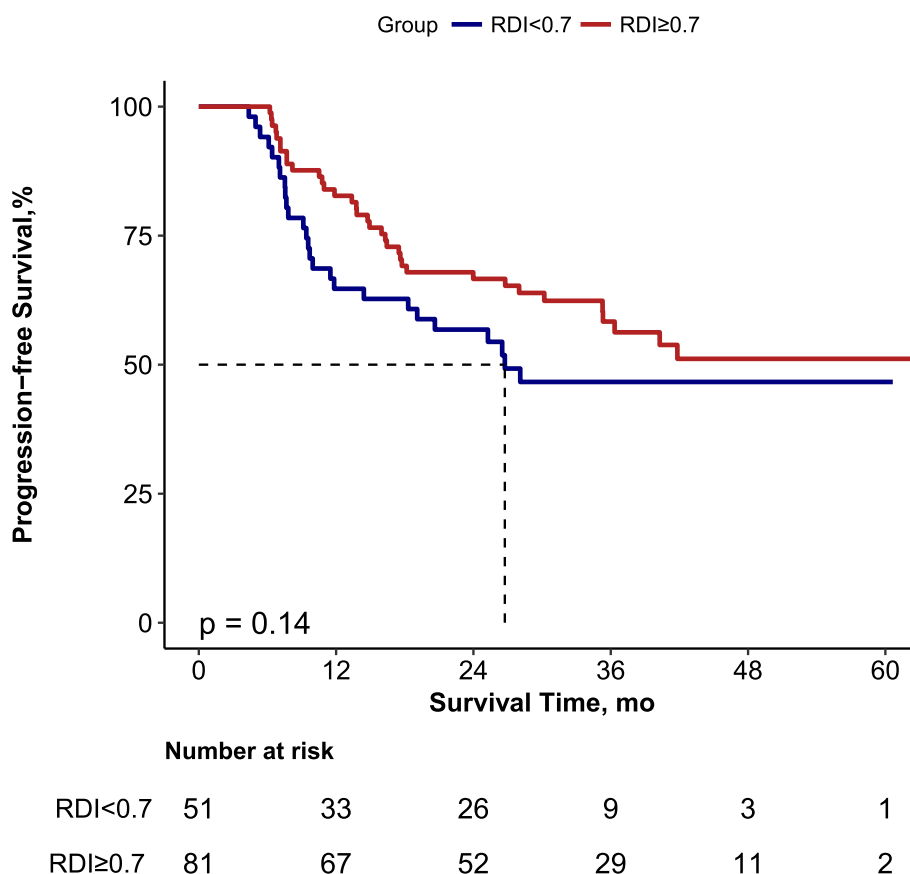 Group RDI<0.7 RDI≥0.7
Progression−free Survival,%
100
75
50
25
0
p = 0.14
0 12 24 36 48 60
Survival Time, mo
Number at risk
RDI<0.7 51 33 26 9 3 1
RDI≥0.7 81 67 52 29 11 2